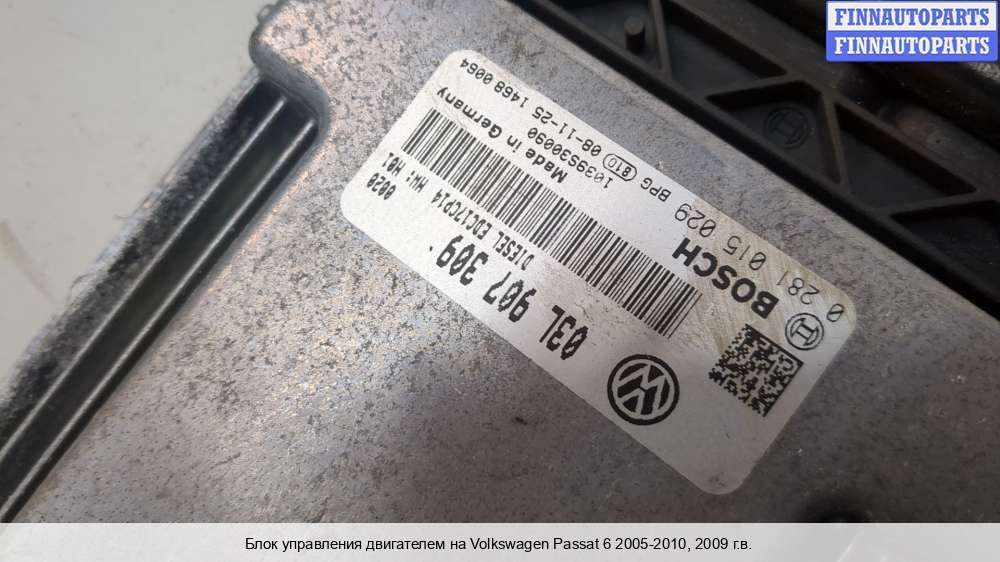 FINNAUTOPARTS
FINNAUTOPARTS
03L 907 309
DIESEL EDC17CP14 HW: H01
0020
BOSCH
0 281 015 029 BPG 810 08-11-25 1468 0064
1039S30090
Made in Germany
Блок управления двигателем на Volkswagen Passat 6 2005-2010, 2009 г.в.